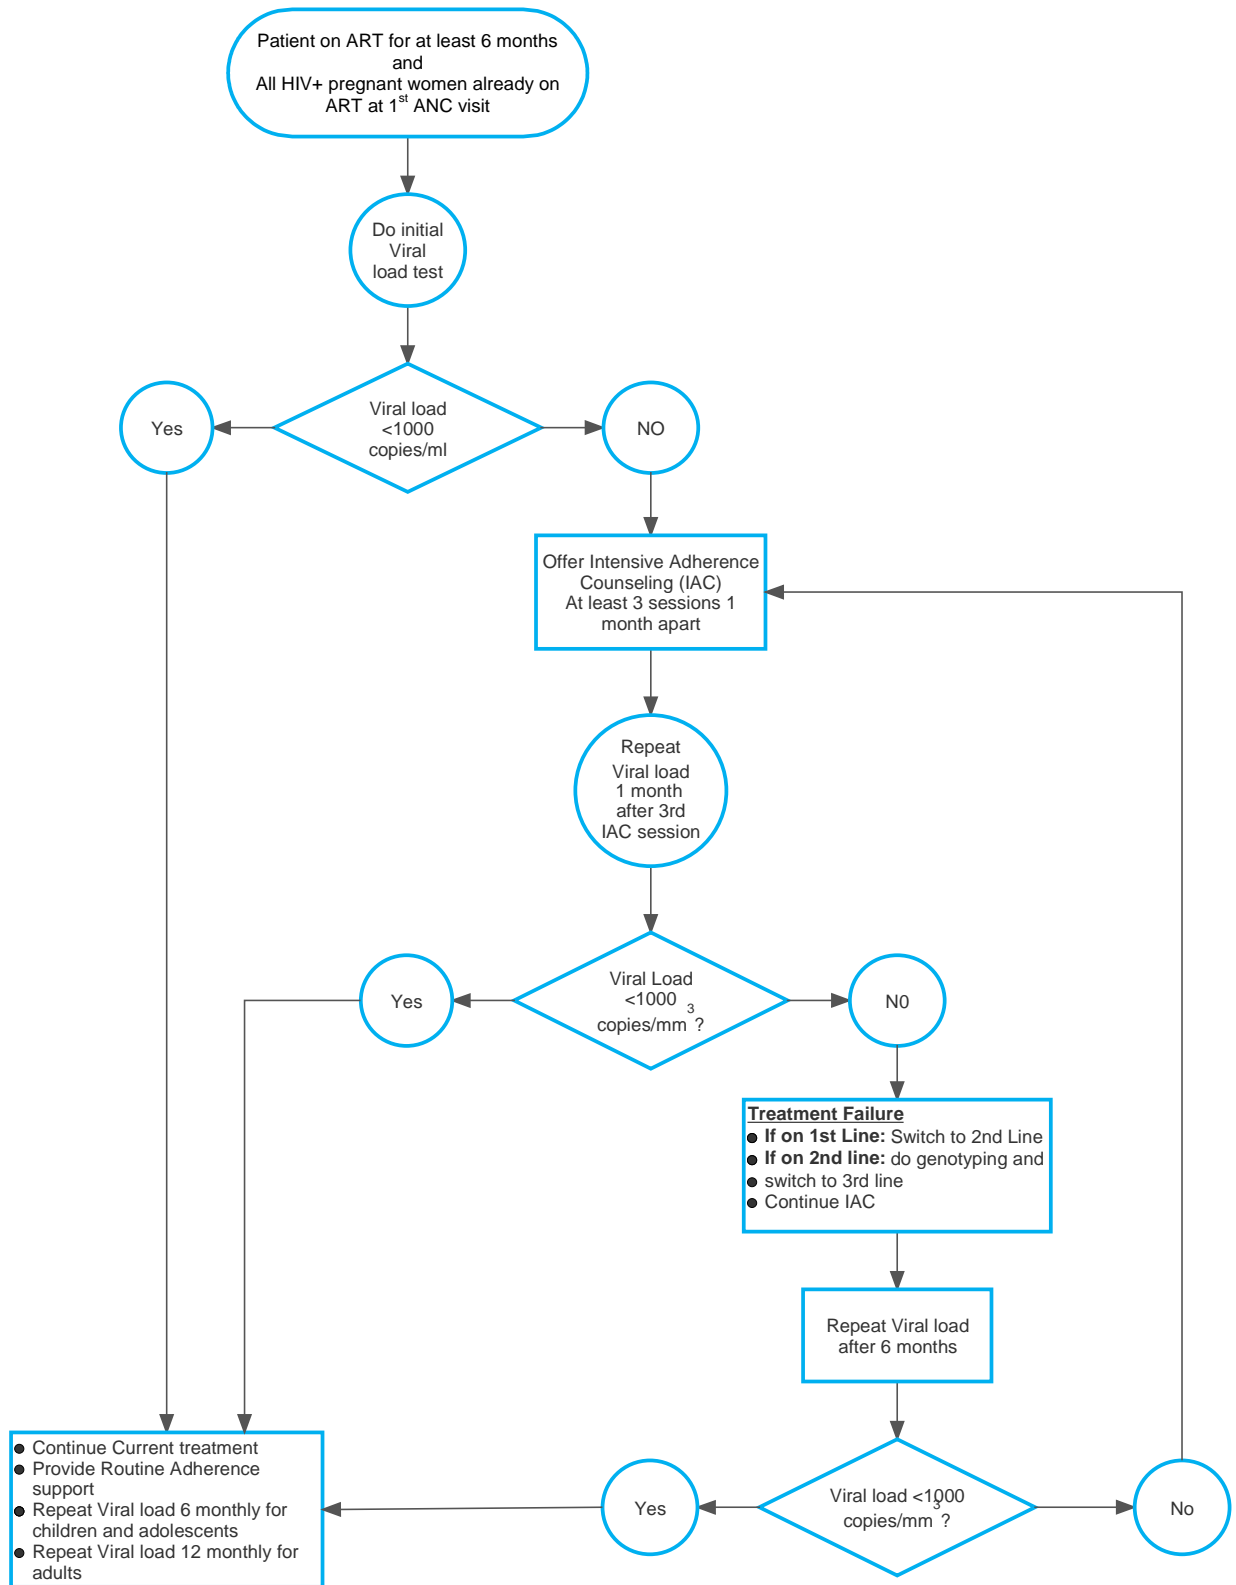 Patient on ART for at least 6 months
and
All HIV+ pregnant women already on
ART at 1st ANC visit
Do initial
Viral
load test
Viral load
<1000
copies/ml
Yes
NO
Offer Intensive Adherence
Counseling (IAC)
At least 3 sessions 1
month apart
Repeat
Viral load
1 month
after 3rd
IAC session
Viral Load
<1000
copies/mm3?
Yes
N0
Treatment Failure
● If on 1st Line: Switch to 2nd Line
● If on 2nd line: do genotyping and
● switch to 3rd line
● Continue IAC
Repeat Viral load
after 6 months
Viral load <1000
copies/mm3?
Yes
No
● Continue Current treatment
● Provide Routine Adherence
support
● Repeat Viral load 6 monthly for
children and adolescents
● Repeat Viral load 12 monthly for
adults